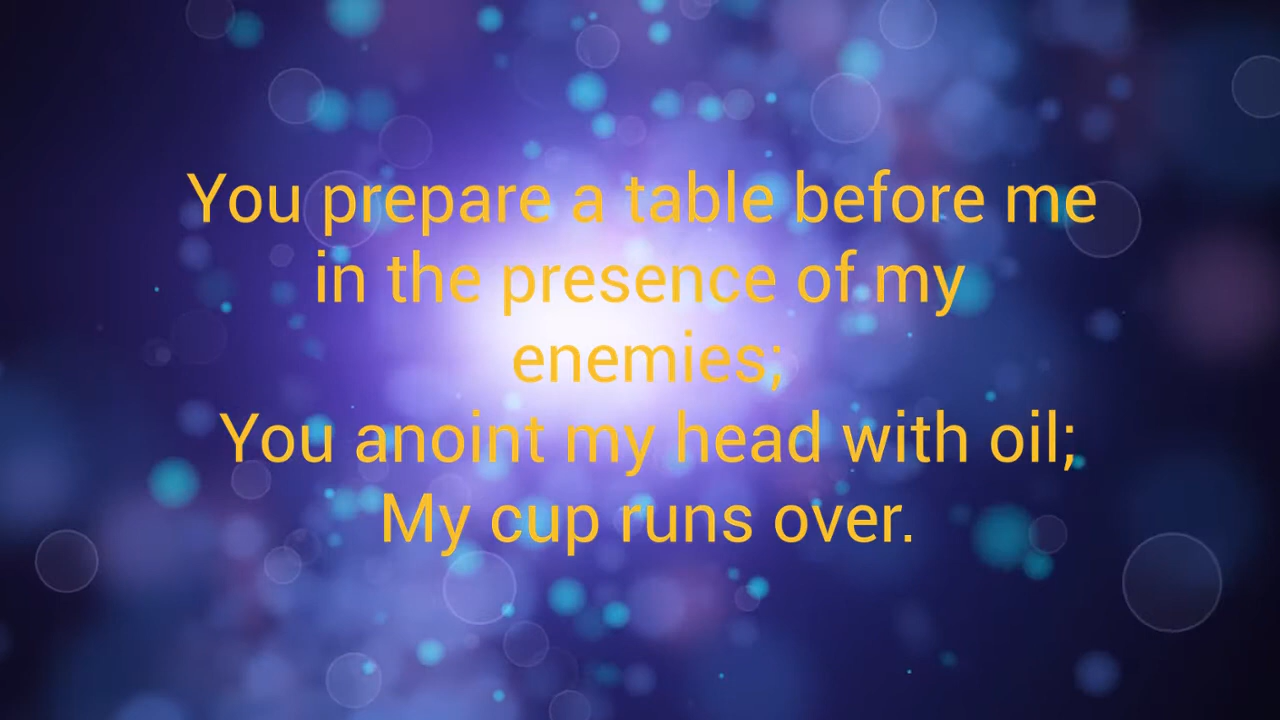 You prepare a table before me
in the presence of my
enemies;
You anoint my head with oil;
My cup runs over.